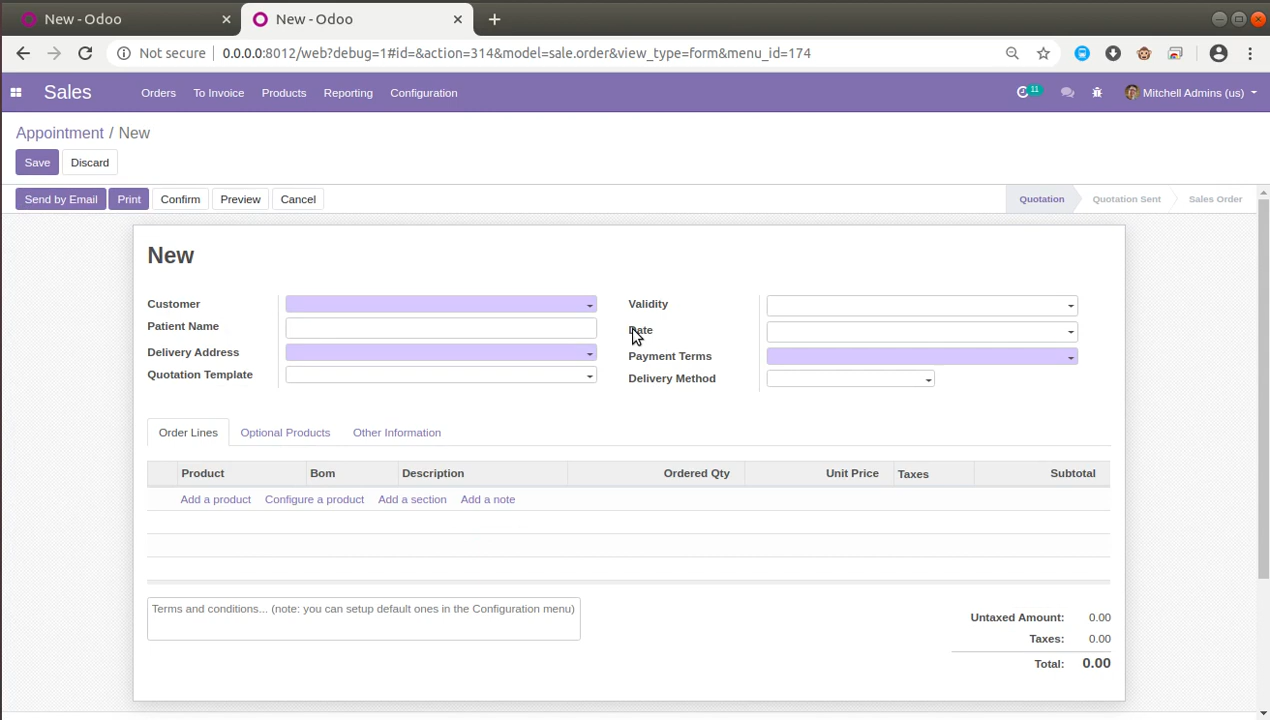 New - Odoo × New - Odoo × +
Not secure 0.0.0.0:8012/web?debug=1#id=&action=314&model=sale.order&view_type=form&menu_id=174
Sales Orders To Invoice Products Reporting Configuration 11 Mitchell Admins (us)
Appointment / New
Save Discard
Send by Email Print Confirm Preview Cancel Quotation Quotation Sent Sales Order
New
Customer Validity
Patient Name Date
Delivery Address Payment Terms
Quotation Template Delivery Method
Order Lines Optional Products Other Information
Product Bom Description Ordered Qty Unit Price Taxes Subtotal
Add a product Configure a product Add a section Add a note
Terms and conditions... (note: you can setup default ones in the Configuration menu)
Untaxed Amount: 0.00
Taxes: 0.00
Total: 0.00